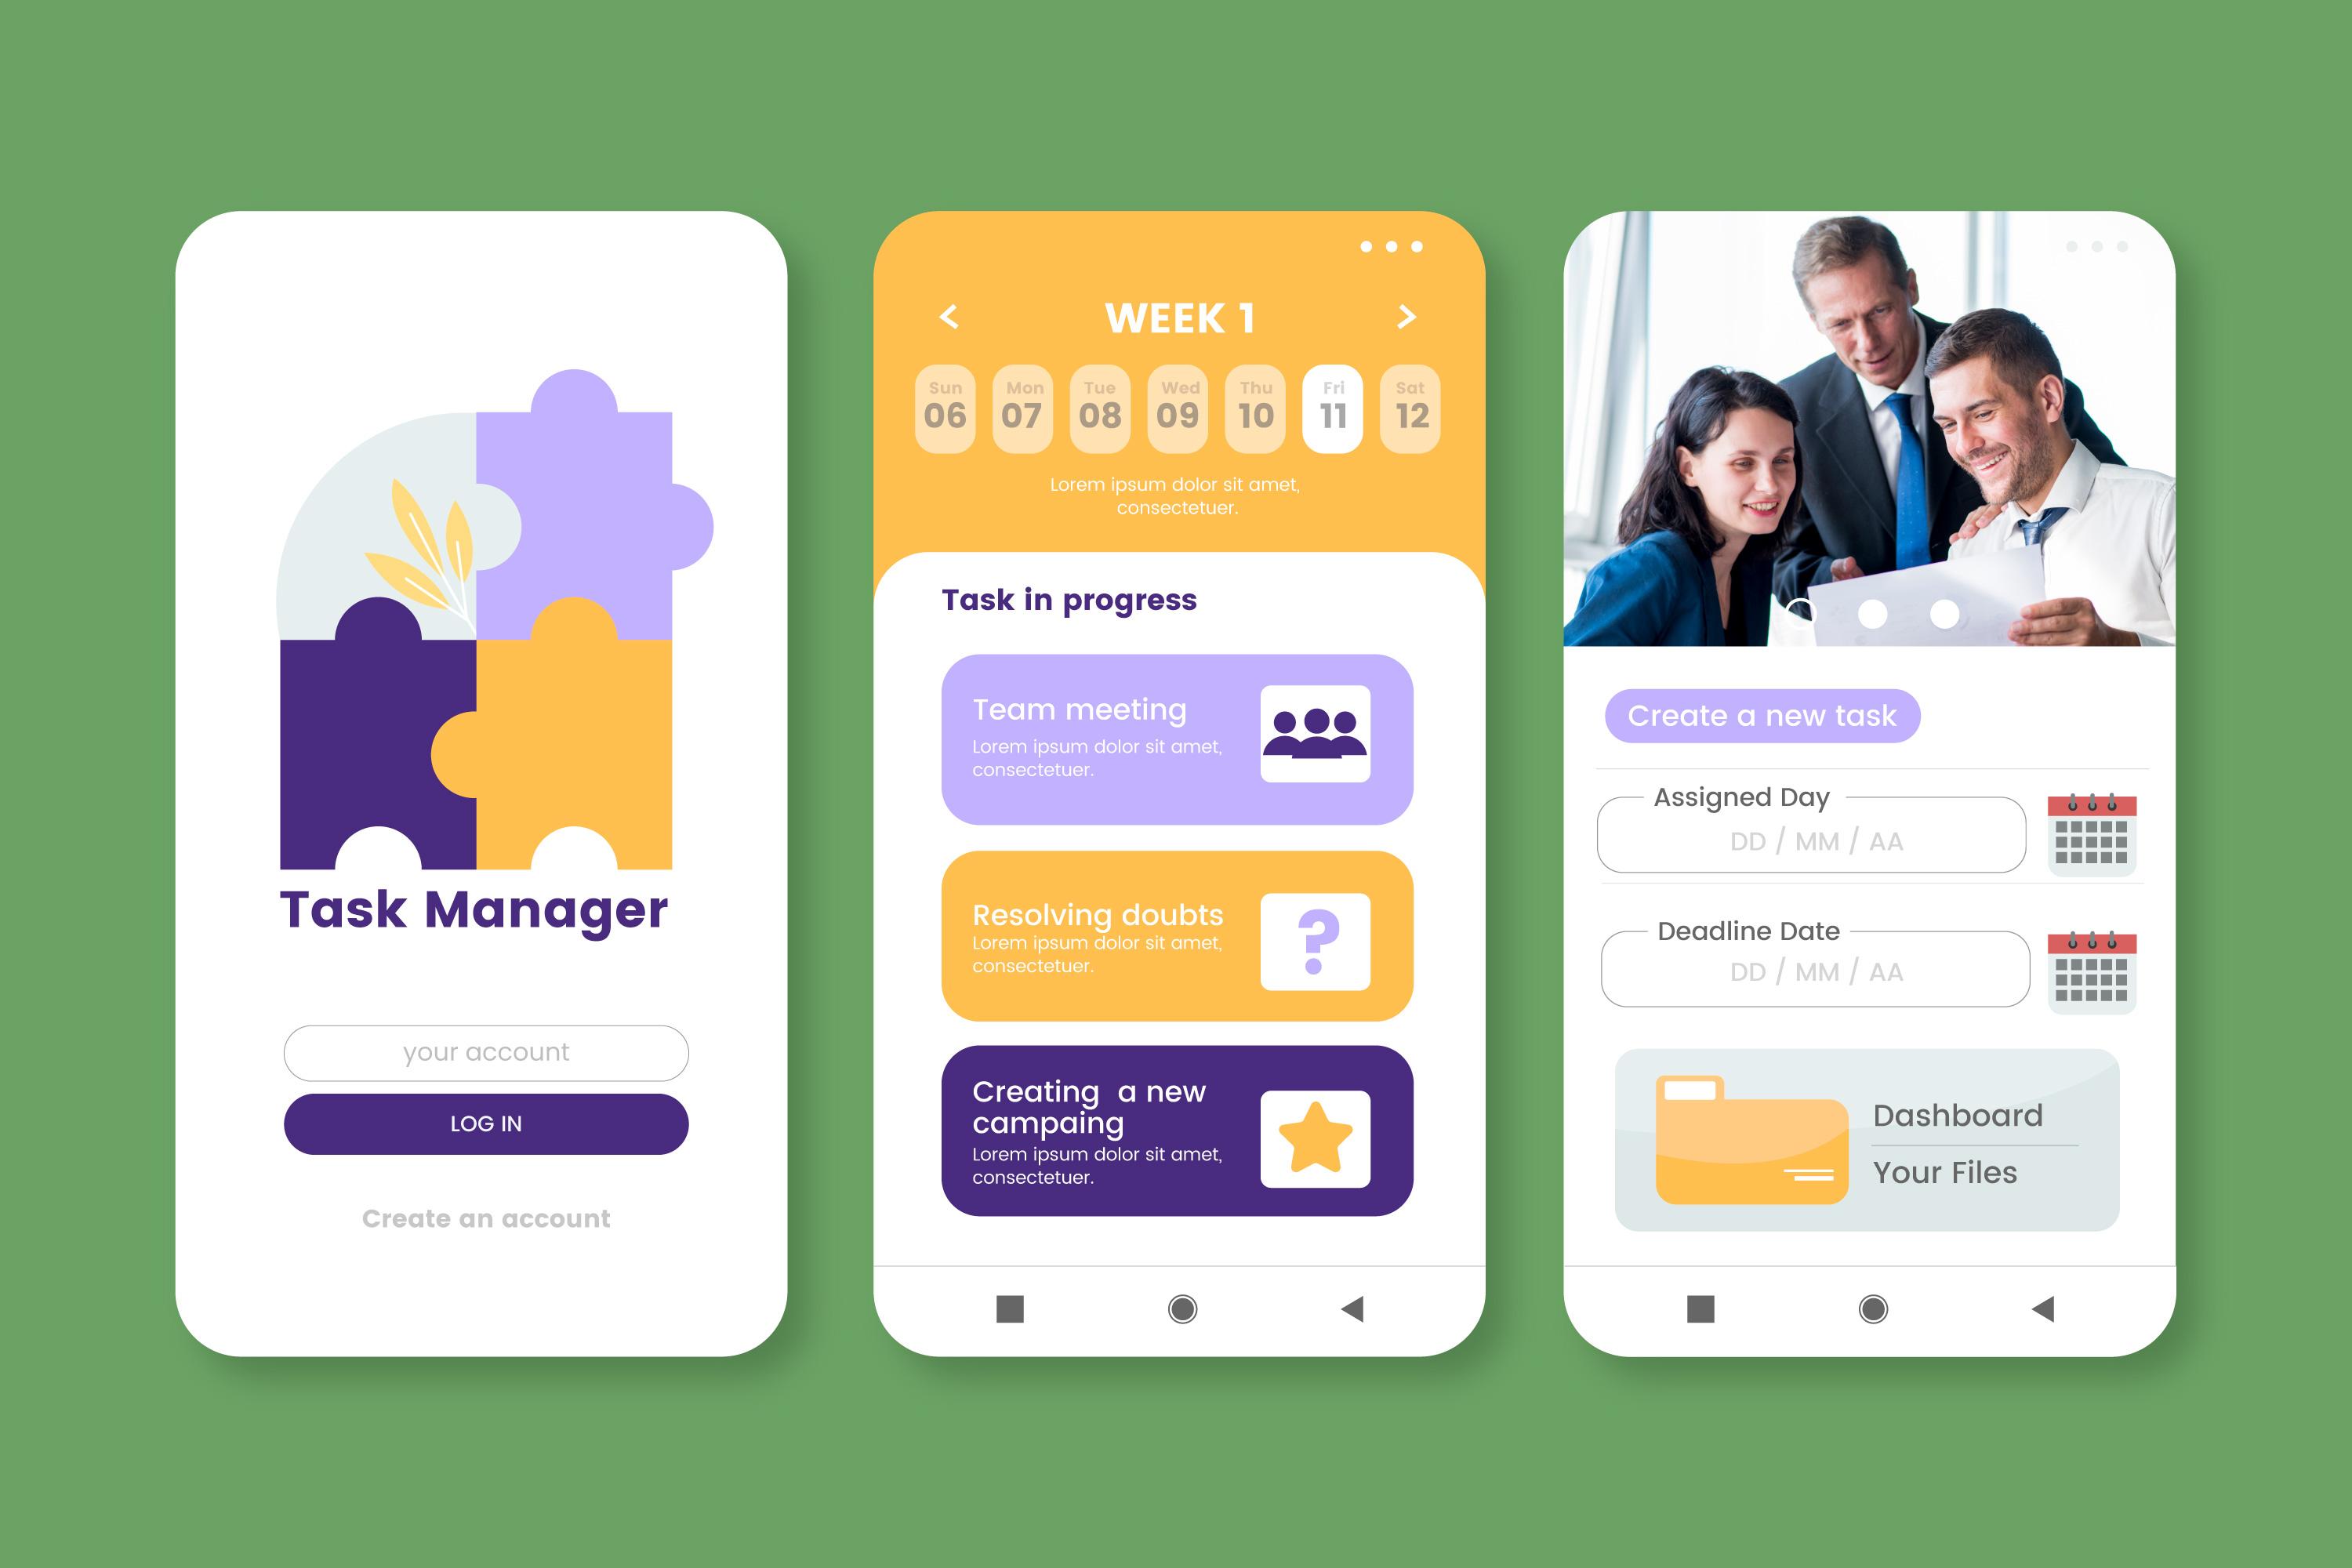 Task Manager
your account
LOG IN
Create an account
WEEK 1
Sun Mon Tue Wed Thu Fri Sat
06 07 08 09 10 11 12
Lorem ipsum dolor sit amet,
consectetuer.
Task in progress
Team meeting
Lorem ipsum dolor sit amet,
consectetuer.
Resolving doubts
Lorem ipsum dolor sit amet,
consectetuer.
Creating a new
campaing
Lorem ipsum dolor sit amet,
consectetuer.
Create a new task
Assigned Day
DD / MM / AA
Deadline Date
DD / MM / AA
Dashboard
Your Files